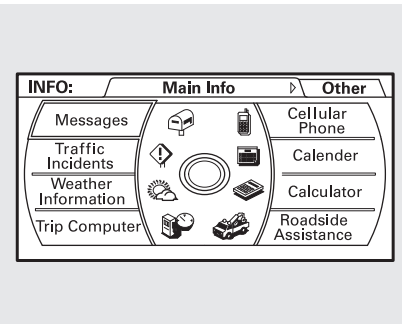 INFO: Main Info Other
Messages
Traffic
Incidents
Weather
Information
Trip Computer
Cellular
Phone
Calender
Calculator
Roadside
Assistance